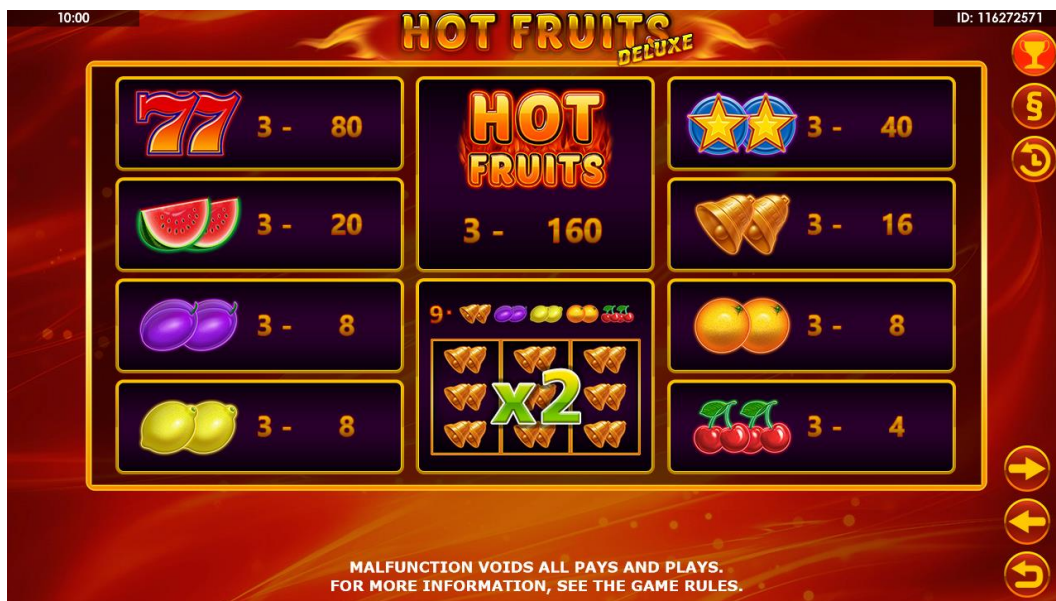 10:00
ID: 116272571
HOT FRUITS
DELUXE
77 3 - 80
HOT
FRUITS
3 - 160
3 - 40
3 - 20
3 - 16
3 - 8
9·
x2
3 - 8
3 - 8
3 - 4
MALFUNCTION VOIDS ALL PAYS AND PLAYS.
FOR MORE INFORMATION, SEE THE GAME RULES.